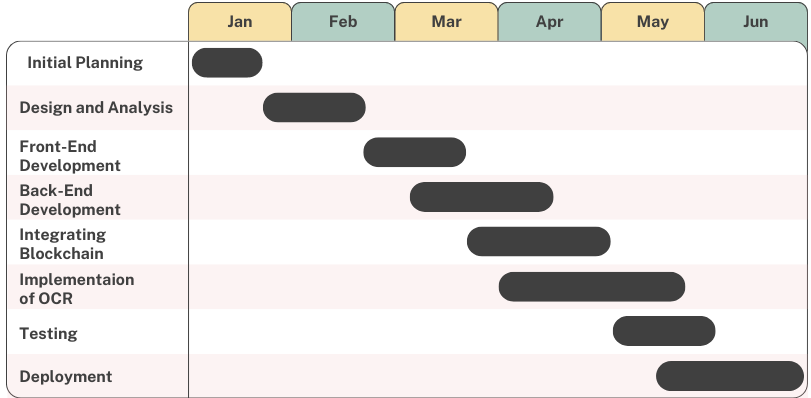 Jan Feb Mar Apr May Jun
Initial Planning
Design and Analysis
Front-End
Development
Back-End
Development
Integrating
Blockchain
Implementaion
of OCR
Testing
Deployment